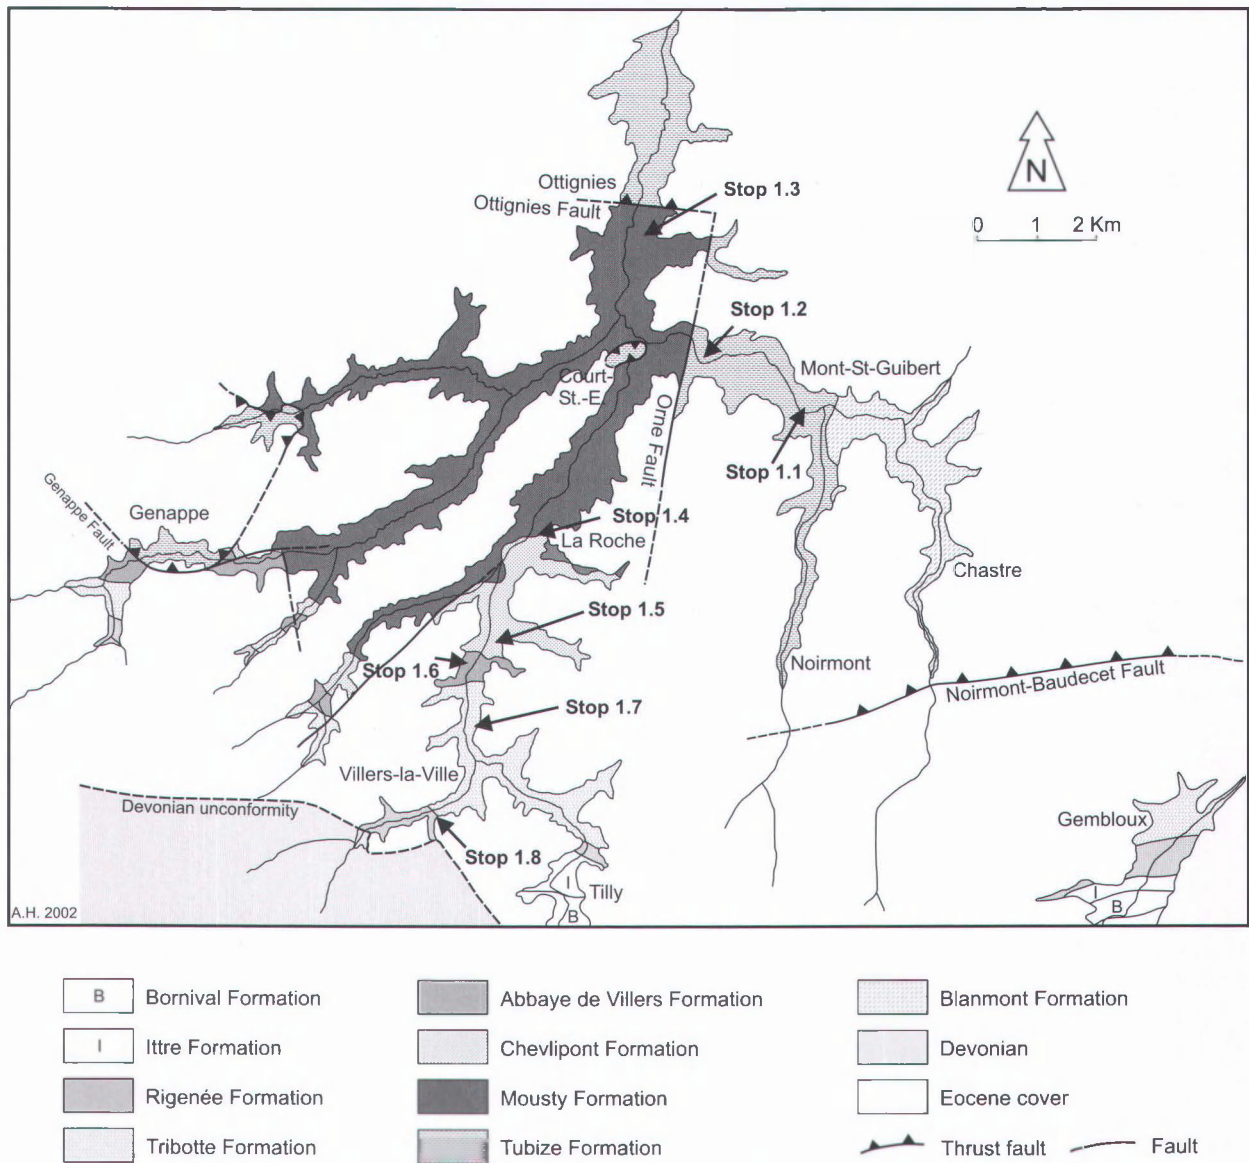 Ottignies
Ottignies Fault
Stop 1.3
N
0 1 2 Km
Stop 1.2
Mont-St-Guibert
Court-
St.-E.
Orne Fault
Stop 1.1
Genappe Fault
Genappe
Stop 1.4
La Roche
Chastre
Stop 1.5
Stop 1.6
Noirmont
Noirmont-Baudecet Fault
Stop 1.7
Villers-la-Ville
Devonian unconformity
Gembloux
Stop 1.8
I
Tilly
B
I
B
A.H. 2002
B Bornival Formation
I Ittre Formation
Rigenée Formation
Tribotte Formation
Abbaye de Villers Formation
Chevlipont Formation
Mousty Formation
Tubize Formation
Blanmont Formation
Devonian
Eocene cover
Thrust fault
Fault